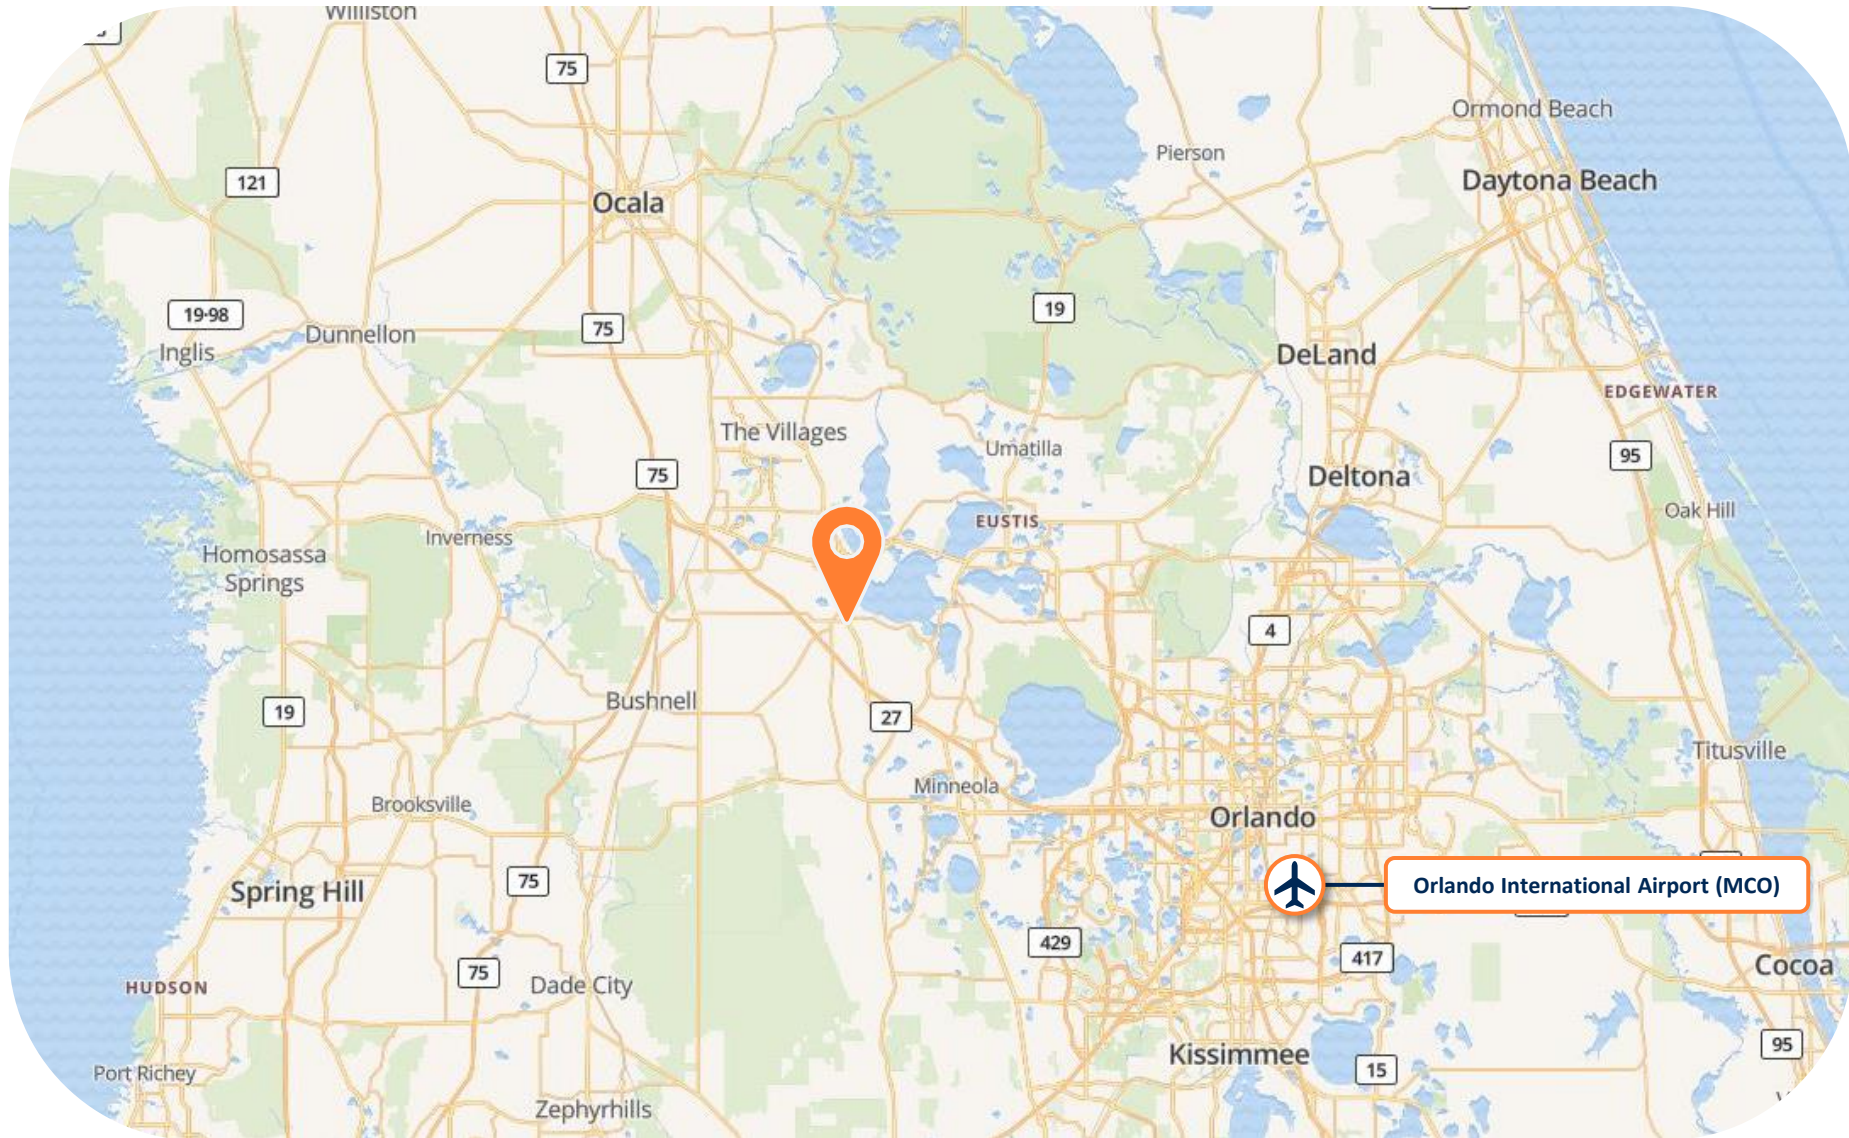 Williston
75
Ormond Beach
Pierson
121
Daytona Beach
Ocala
19
19·98
75
Dunnellon
Inglis
DeLand
EDGEWATER
The Villages
Umatilla
95
75
Deltona
Oak Hill
EUSTIS
Inverness
Homosassa
Springs
4
Bushnell
19
27
Titusville
Minneola
Brooksville
Orlando
75
Spring Hill
Orlando International Airport (MCO)
429
417
Cocoa
75
Dade City
HUDSON
95
Kissimmee
15
Port Richey
Zephyrhills